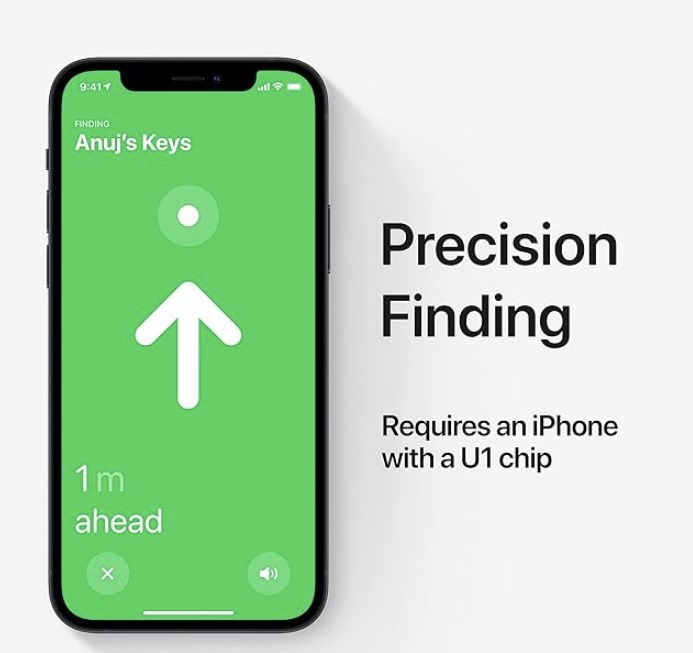 9:41
FINDING
Anuj's Keys
Precision
Finding
Requires an iPhone
with a U1 chip
1 m
ahead